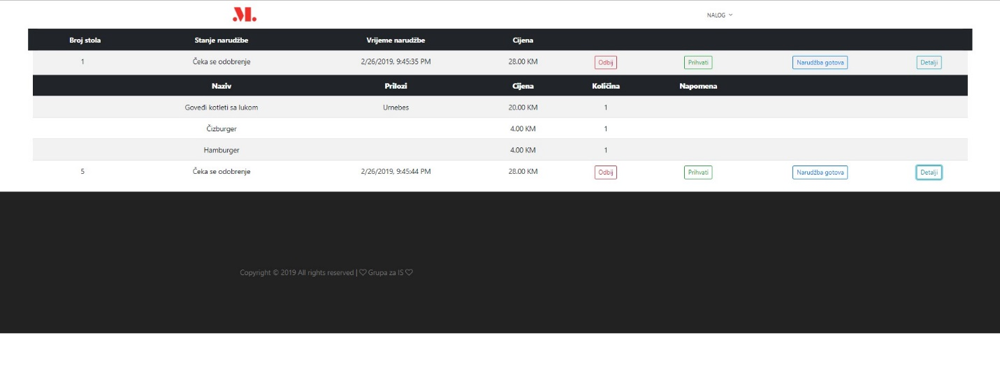 M.
NALOG
Broj stola Stanje narudžbe Vrijeme narudžbe Cijena
1 Čeka se odobrenje 2/26/2019, 9:45:35 PM 28.00 KM Odbij Prihvati Narudžba gotova Detalji
Naziv Prilozi Cijena Količina Napomena
Goveđi kotleti sa lukom Urnebes 20.00 KM 1
Čizburger 4.00 KM 1
Hamburger 4.00 KM 1
5 Čeka se odobrenje 2/26/2019, 9:45:44 PM 28.00 KM Odbij Prihvati Narudžba gotova Detalji
Copyright © 2019 All rights reserved | ♡ Grupa za IS ♡